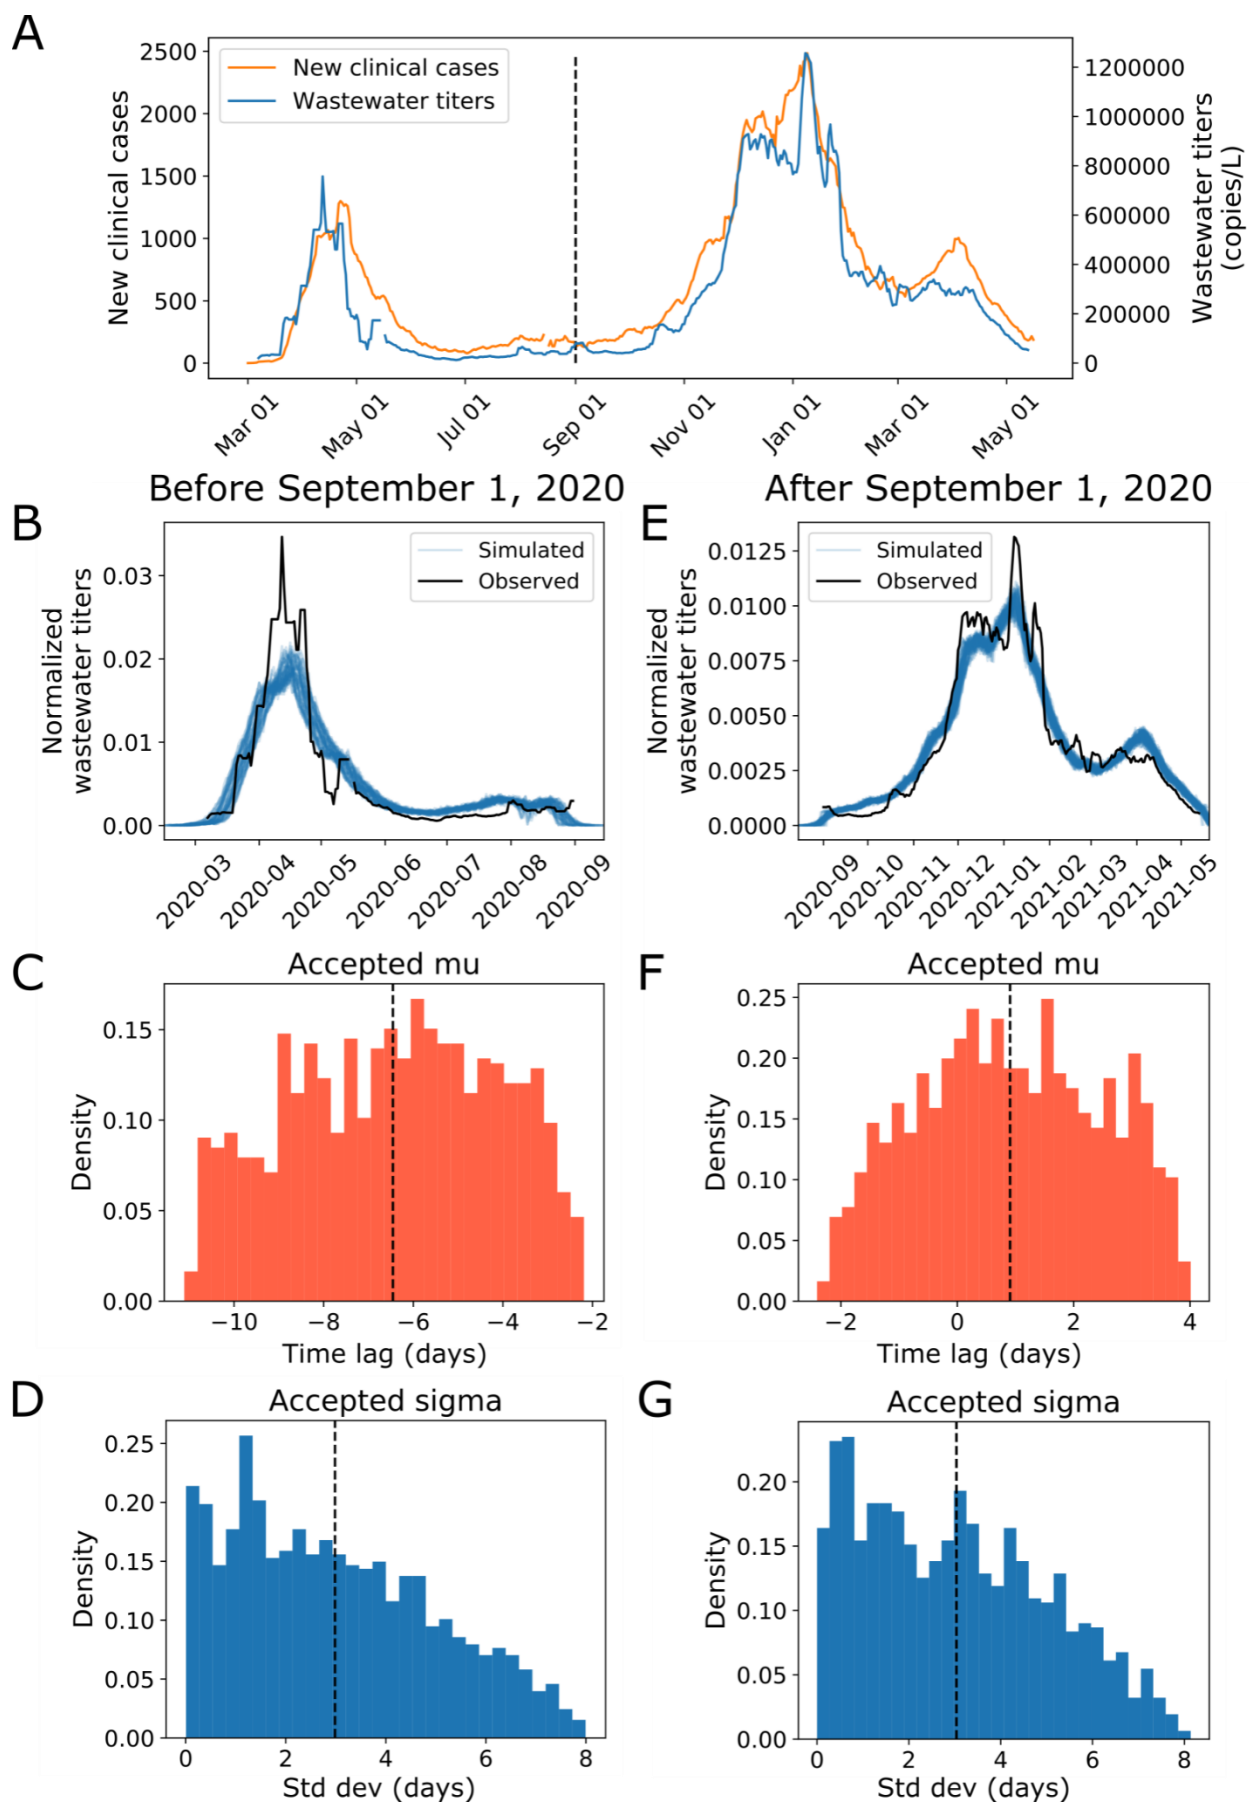 A
New clinical cases
Wastewater titers
2500
2000
1500
1000
500
0
New clinical cases
1200000
1000000
800000
600000
400000
200000
0
Wastewater titers
(copies/L)
Mar 01
May 01
Jul 01
Sep 01
Nov 01
Jan 01
Mar 01
May 01
Before September 1, 2020
After September 1, 2020
B
Simulated
Observed
0.03
0.02
0.01
0.00
Normalized
wastewater titers
2020-03
2020-04
2020-05
2020-06
2020-07
2020-08
2020-09
E
Simulated
Observed
0.0125
0.0100
0.0075
0.0050
0.0025
0.0000
Normalized
wastewater titers
2020-09
2020-10
2020-11
2020-12
2021-01
2021-02
2021-03
2021-04
2021-05
C
Accepted mu
0.15
0.10
0.05
0.00
Density
−10
−8
−6
−4
−2
Time lag (days)
F
Accepted mu
0.25
0.20
0.15
0.10
0.05
0.00
Density
−2
0
2
4
Time lag (days)
D
Accepted sigma
0.25
0.20
0.15
0.10
0.05
0.00
Density
0
2
4
6
8
Std dev (days)
G
Accepted sigma
0.20
0.15
0.10
0.05
0.00
Density
0
2
4
6
8
Std dev (days)